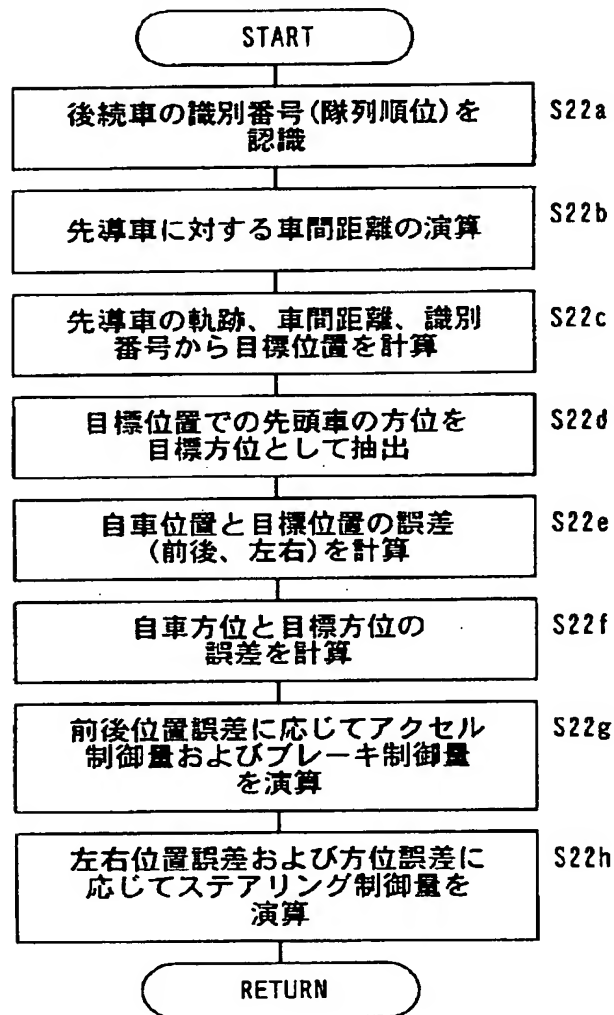 START
後続車の識別番号(隊列順位)を
認識
S22a
先導車に対する車間距離の演算
S22b
先導車の軌跡、車間距離、識別
番号から目標位置を計算
S22c
目標位置での先頭車の方位を
目標方位として抽出
S22d
自車位置と目標位置の誤差
(前後、左右)を計算
S22e
自車方位と目標方位の
誤差を計算
S22f
前後位置誤差に応じてアクセル
制御量およびブレーキ制御量
を演算
S22g
左右位置誤差および方位誤差に
応じてステアリング制御量を
演算
S22h
RETURN